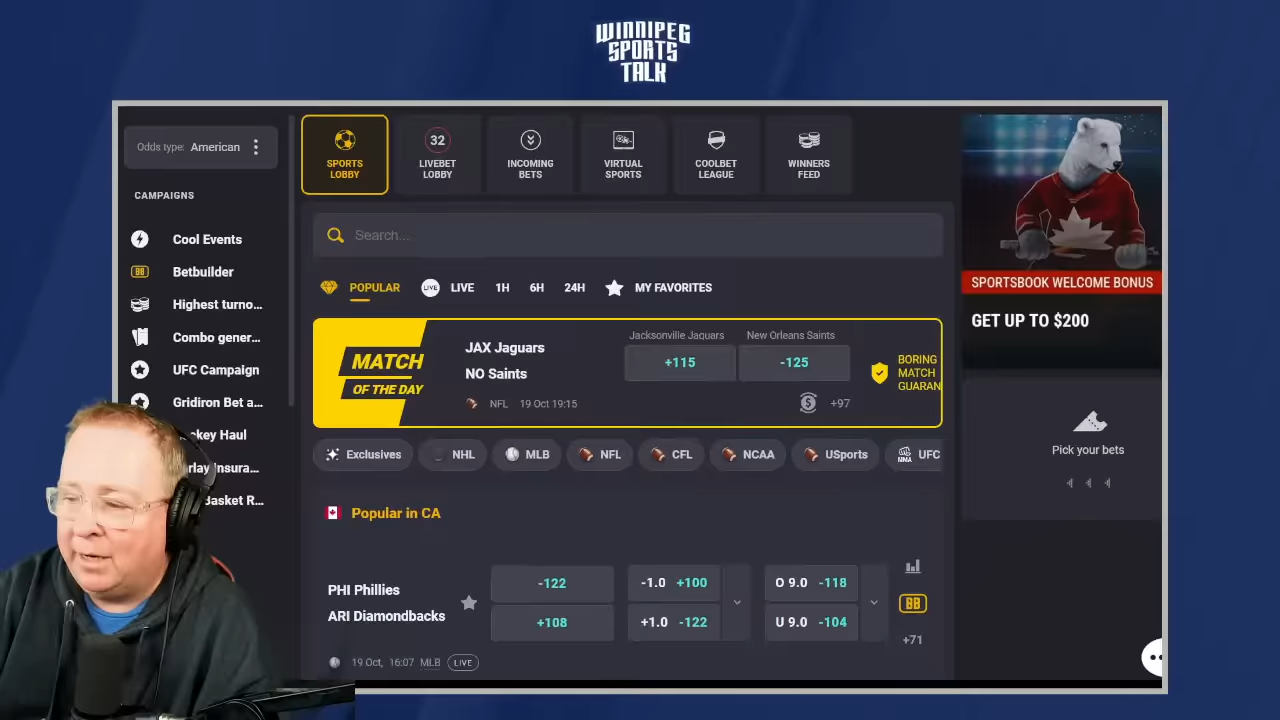 WINNIPEG
SPORTS
TALK
Odds type: American
CAMPAIGNS
Cool Events
Betbuilder
Highest turno...
Combo gener...
UFC Campaign
Gridiron Bet a...
ckey Haul
rlay Insura...
Basket R...
SPORTS
LOBBY
32
LIVEBET
LOBBY
INCOMING
BETS
VIRTUAL
SPORTS
COOLBET
LEAGUE
WINNERS
FEED
Search...
POPULAR
LIVE
LIVE
1H
6H
24H
MY FAVORITES
MATCH
OF THE DAY
JAX Jaguars
NO Saints
NFL 19 Oct 19:15
Jacksonville Jaguars
+115
New Orleans Saints
-125
+97
BORING
MATCH
GUARAN
Exclusives
NHL
MLB
NFL
CFL
NCAA
USports
MMA
UFC
Popular in CA
PHI Phillies
ARI Diamondbacks
-122
+108
-1.0 +100
+1.0 -122
O 9.0 -118
U 9.0 -104
BB
+71
19 Oct, 16:07 MLB LIVE
SPORTSBOOK WELCOME BONUS
GET UP TO $200
Pick your bets